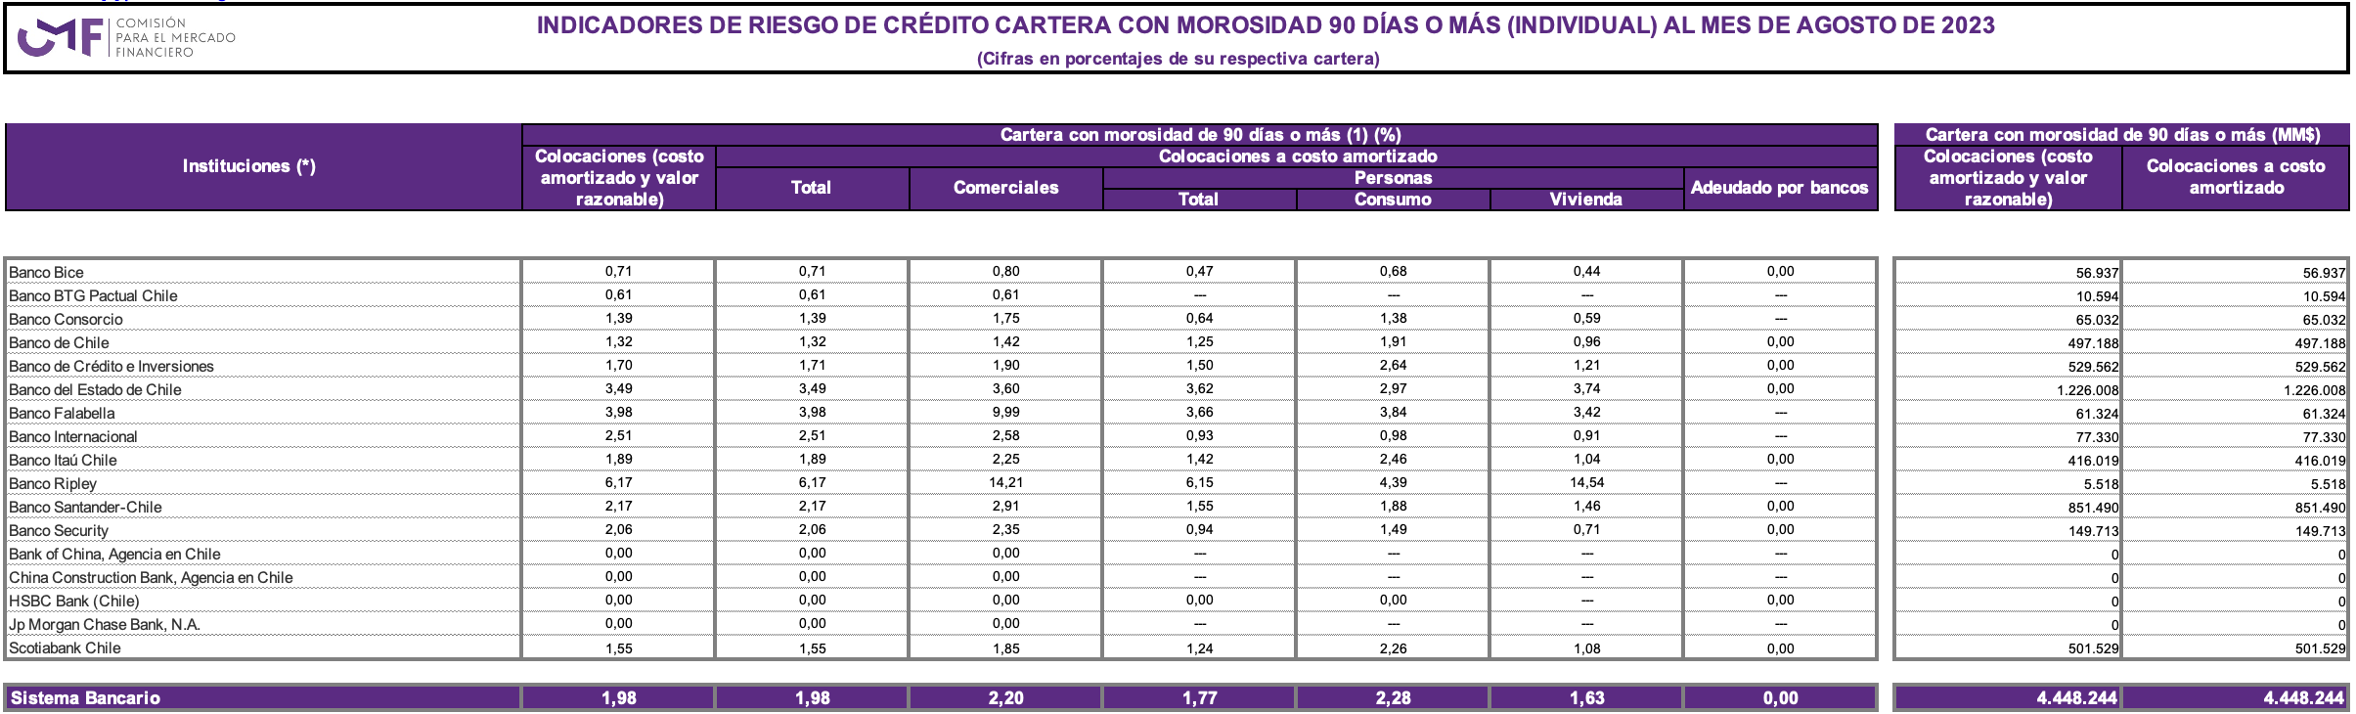 COMISIÓN
PARA EL MERCADO
FINANCIERO
INDICADORES DE RIESGO DE CRÉDITO CARTERA CON MOROSIDAD 90 DÍAS O MÁS (INDIVIDUAL) AL MES DE AGOSTO DE 2023
(Cifras en porcentajes de su respectiva cartera)
Instituciones (*)
Cartera con morosidad de 90 días o más (1) (%)
Cartera con morosidad de 90 días o más (MM$)
Colocaciones (costo
amortizado y valor
razonable)
Colocaciones a costo amortizado
Total
Comerciales
Personas
Total
Consumo
Vivienda
Adeudado por bancos
Colocaciones (costo
amortizado y valor
razonable)
Colocaciones a costo
amortizado
Banco Bice 0,71 0,71 0,80 0,47 0,68 0,44 0,00 56.937 56.937
Banco BTG Pactual Chile 0,61 0,61 0,61 --- --- --- --- 10.594 10.594
Banco Consorcio 1,39 1,39 1,75 0,64 1,38 0,59 --- 65.032 65.032
Banco de Chile 1,32 1,32 1,42 1,25 1,91 0,96 0,00 497.188 497.188
Banco de Crédito e Inversiones 1,70 1,71 1,90 1,50 2,64 1,21 0,00 529.562 529.562
Banco del Estado de Chile 3,49 3,49 3,60 3,62 2,97 3,74 0,00 1.226.008 1.226.008
Banco Falabella 3,98 3,98 9,99 3,66 3,84 3,42 --- 61.324 61.324
Banco Internacional 2,51 2,51 2,58 0,93 0,98 0,91 --- 77.330 77.330
Banco Itaú Chile 1,89 1,89 2,25 1,42 2,46 1,04 0,00 416.019 416.019
Banco Ripley 6,17 6,17 14,21 6,15 4,39 14,54 --- 5.518 5.518
Banco Santander-Chile 2,17 2,17 2,91 1,55 1,88 1,46 0,00 851.490 851.490
Banco Security 2,06 2,06 2,35 0,94 1,49 0,71 0,00 149.713 149.713
Bank of China, Agencia en Chile 0,00 0,00 0,00 --- --- --- --- 0 0
China Construction Bank, Agencia en Chile 0,00 0,00 0,00 --- --- --- --- 0 0
HSBC Bank (Chile) 0,00 0,00 0,00 0,00 0,00 --- 0,00 0 0
Jp Morgan Chase Bank, N.A. 0,00 0,00 0,00 --- --- --- --- 0 0
Scotiabank Chile 1,55 1,55 1,85 1,24 2,26 1,08 0,00 501.529 501.529
Sistema Bancario 1,98 1,98 2,20 1,77 2,28 1,63 0,00 4.448.244 4.448.244